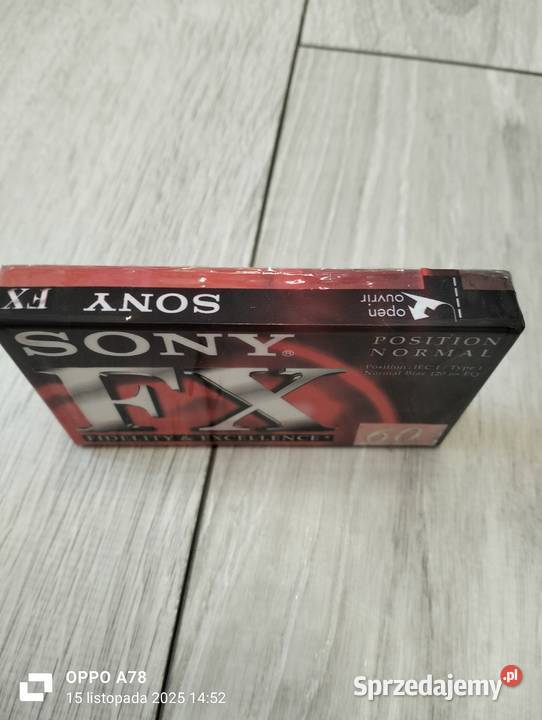 SONY FX
open
ouvrir
SONY®
POSITION
NORMAL
Position : IEC I / Type I
Normal Bias 120 µs EQ
FX
FIDELITY & EXCELLENCE
60
OPPO A78
15 listopada 2025 14:52
Sprzedajemy.pl